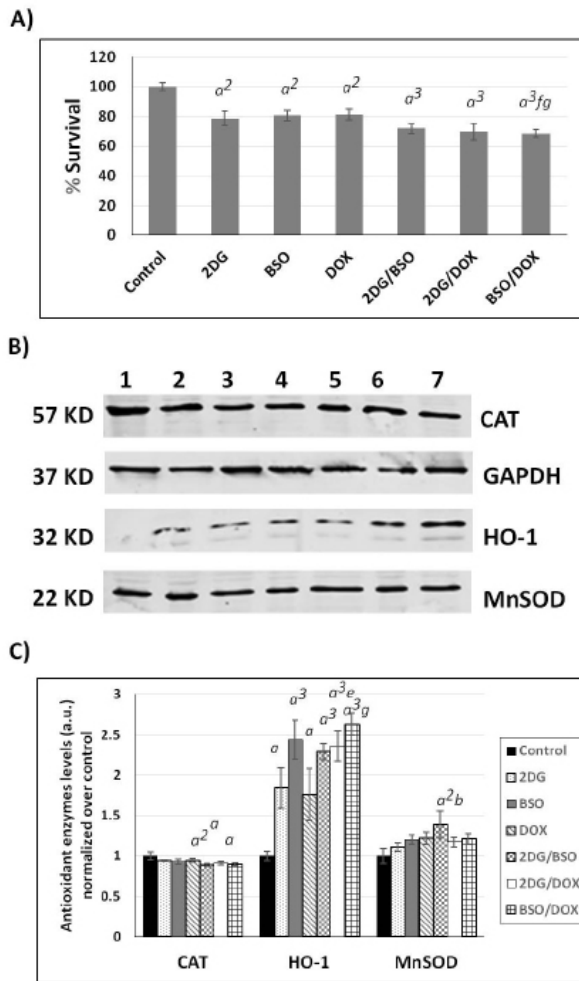 A)
% Survival
120
100
80
60
40
20
0
a² a² a² a³ a³ a³fg
Control 2DG BSO DOX 2DG/BSO 2DG/DOX BSO/DOX
B)
1 2 3 4 5 6 7
57 KD CAT
37 KD GAPDH
32 KD HO-1
22 KD MnSOD
C)
Antioxidant enzymes levels (a.u.)
normalized over control
3
2.5
2
1.5
1
0.5
0
a² a a
a a³ a a³ a³e a³g
a²b
CAT HO-1 MnSOD
Control
2DG
BSO
DOX
2DG/BSO
2DG/DOX
BSO/DOX